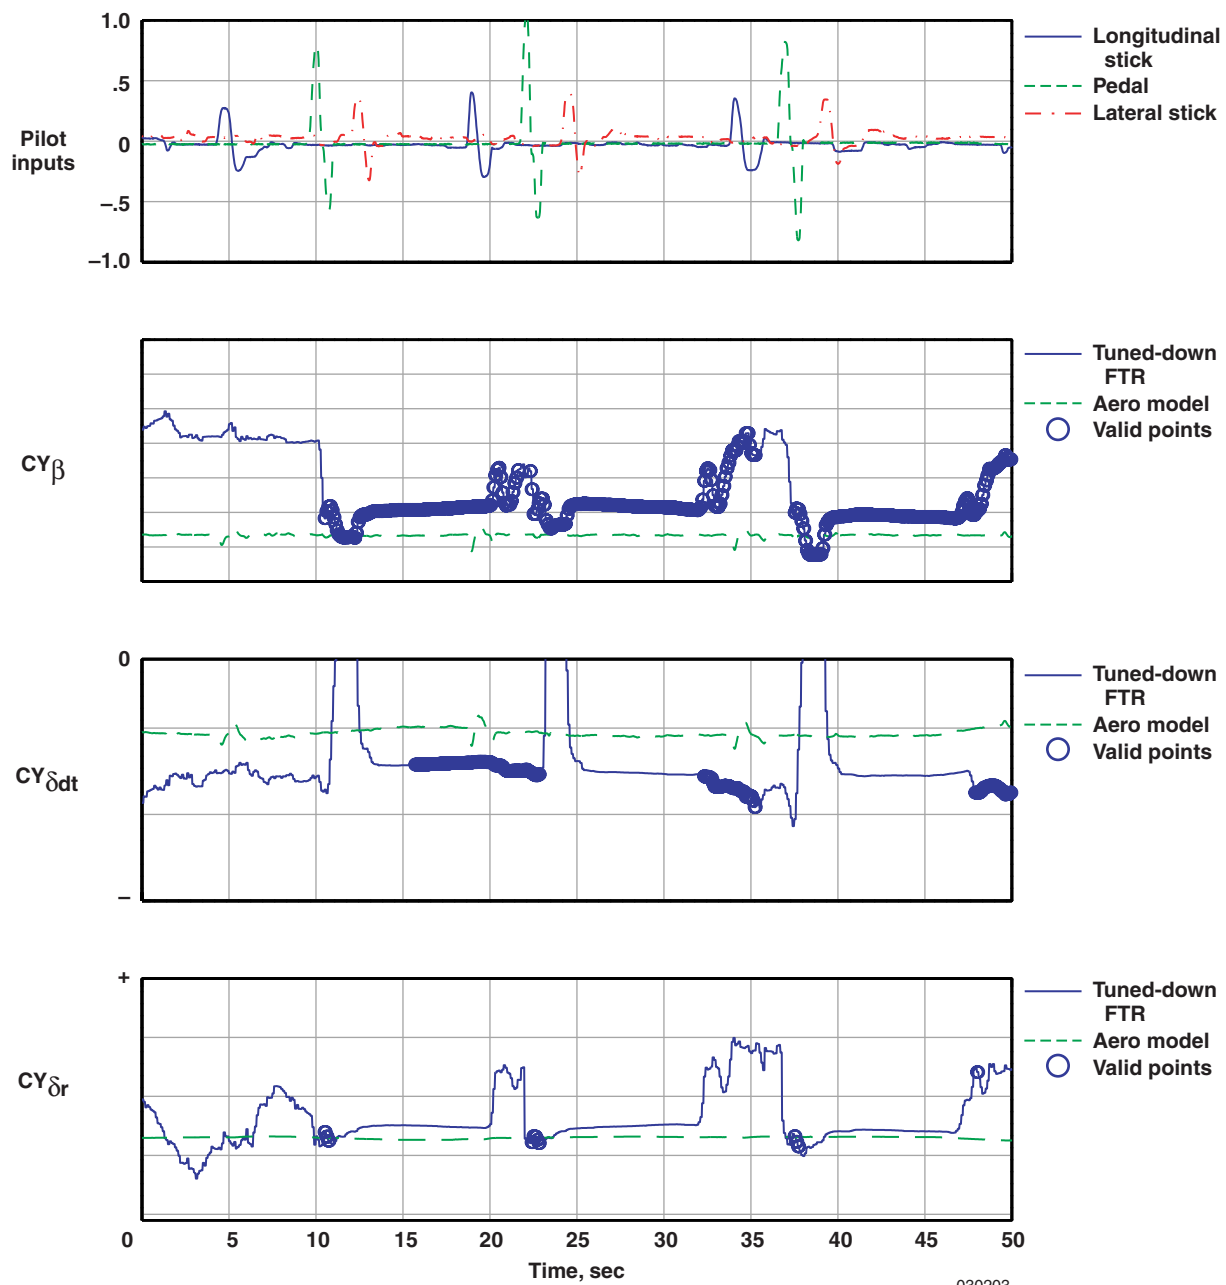 1.0
.5
0
–.5
–1.0
Pilot
inputs
Longitudinal
stick
Pedal
Lateral stick
CYβ
Tuned-down
FTR
Aero model
Valid points
0
–
CYδdt
Tuned-down
FTR
Aero model
Valid points
+
CYδr
Tuned-down
FTR
Aero model
Valid points
0 5 10 15 20 25 30 35 40 45 50
Time, sec
030203